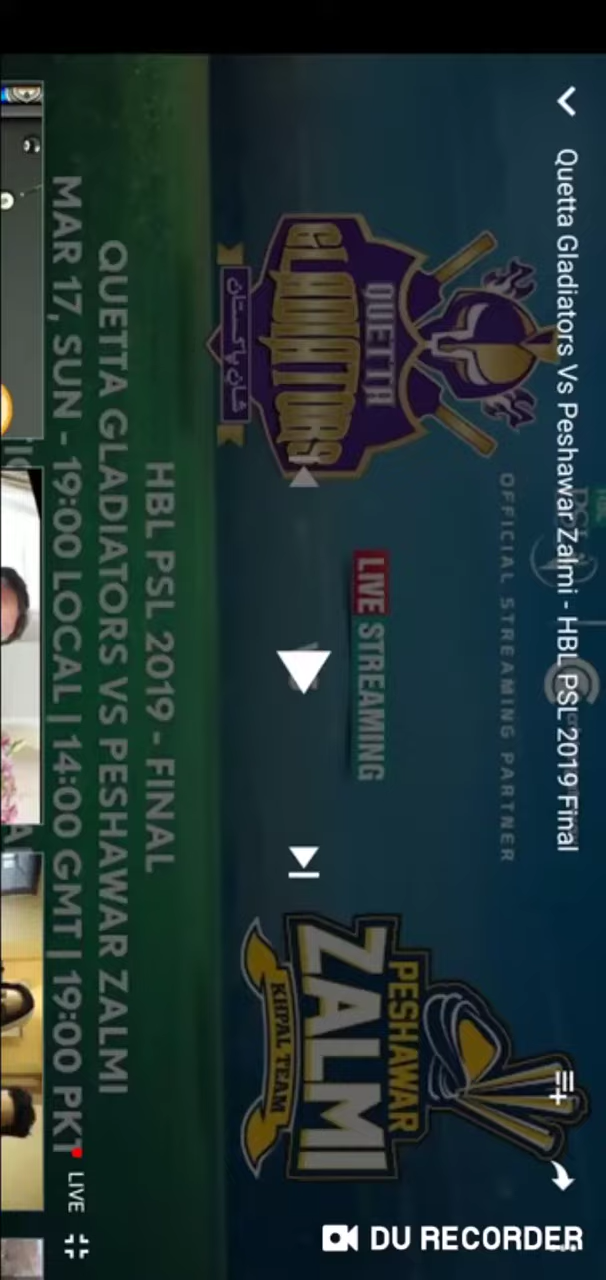 Quetta Gladiators Vs Peshawar Zalmi - HBL PSL 2019 Final
OFFICIAL STREAMING PARTNER
QUETTA
GLADIATORS
شان پاکستان
LIVE STREAMING
PESHAWAR
ZALMI
KHPAL TEAM
HBL PSL 2019 - FINAL
QUETTA GLADIATORS VS PESHAWAR ZALMI
MAR 17, SUN - 19:00 LOCAL | 14:00 GMT | 19:00 PKT
LIVE
DU RECORDER